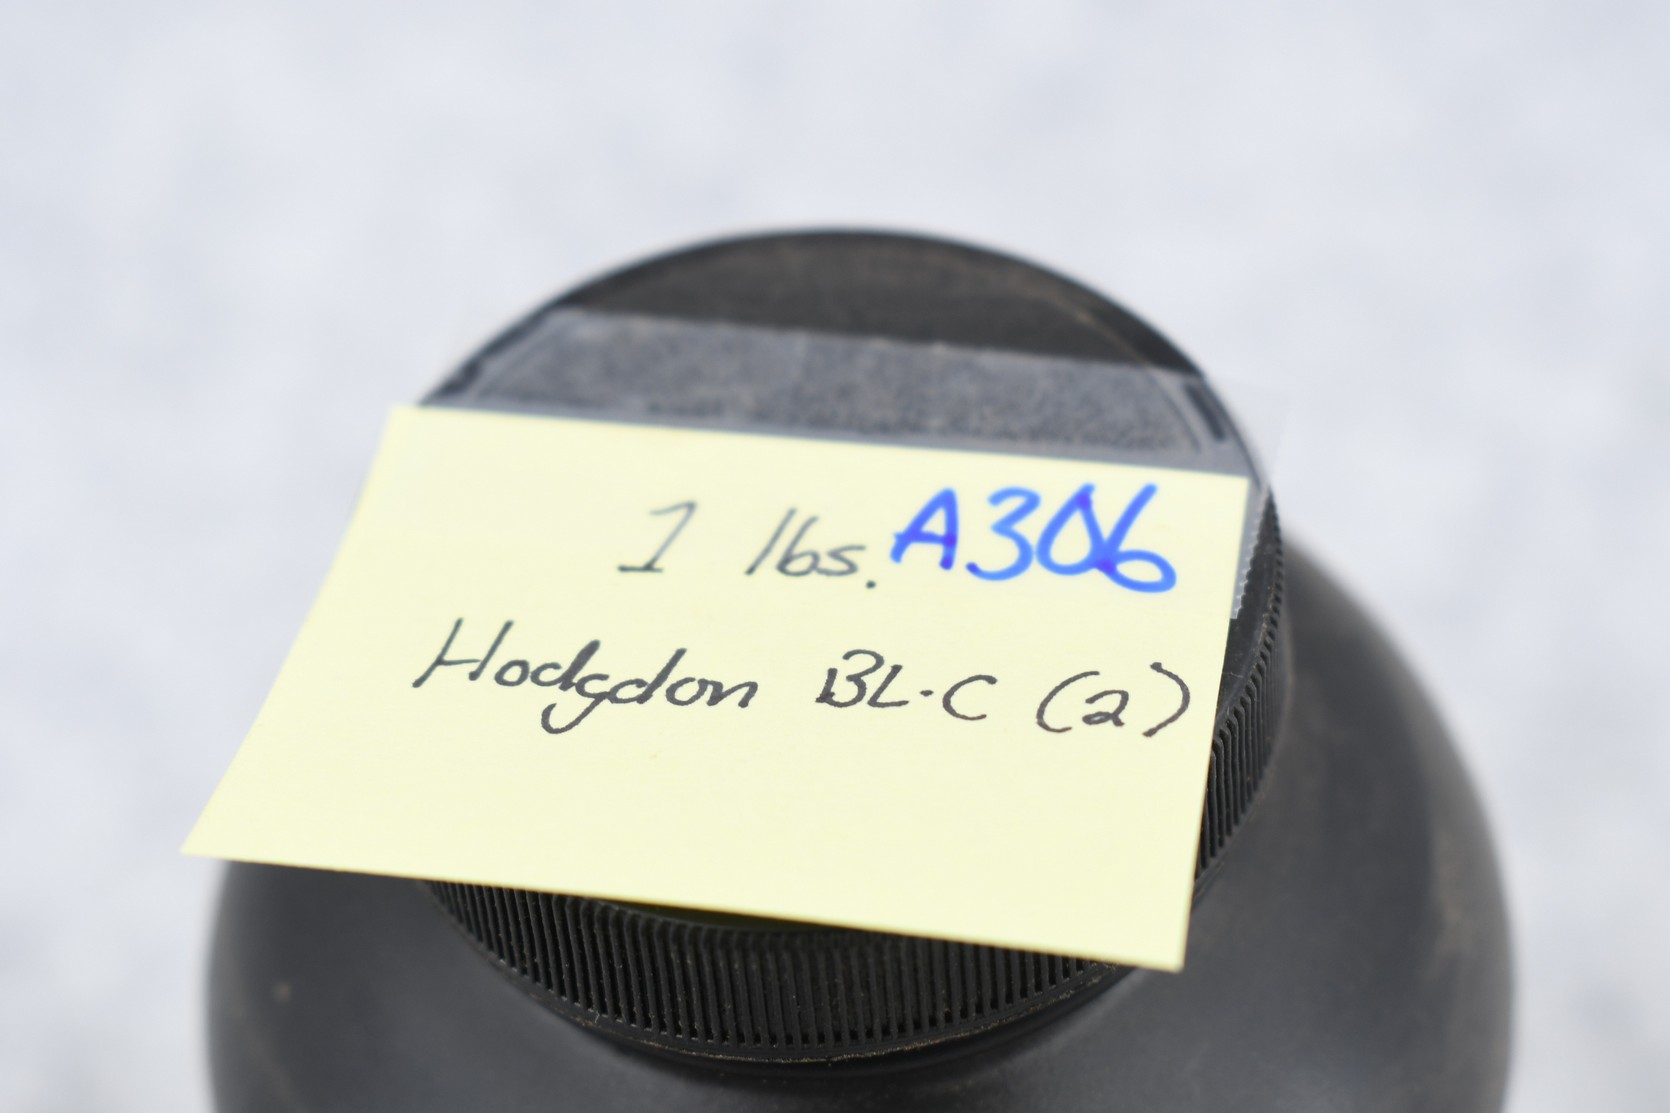 1 lbs. A306
Hodgdon BL-C (2)